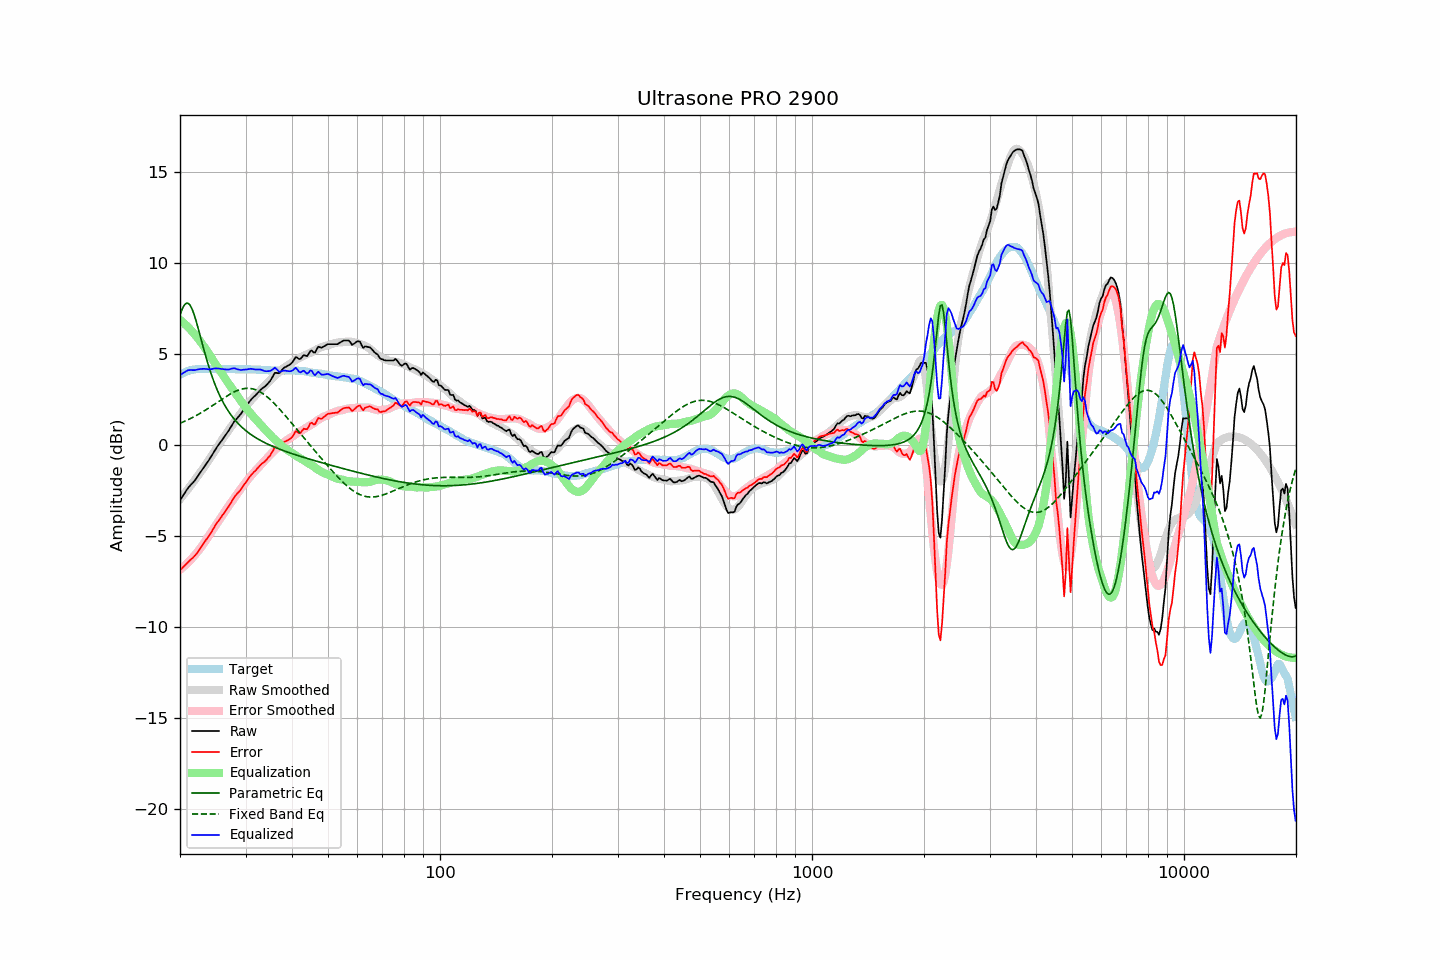 Ultrasone PRO 2900
15
10
5
0
−5
−10
−15
−20
Amplitude (dBr)
Target
Raw Smoothed
Error Smoothed
Raw
Error
Equalization
Parametric Eq
Fixed Band Eq
Equalized
100
1000
10000
Frequency (Hz)